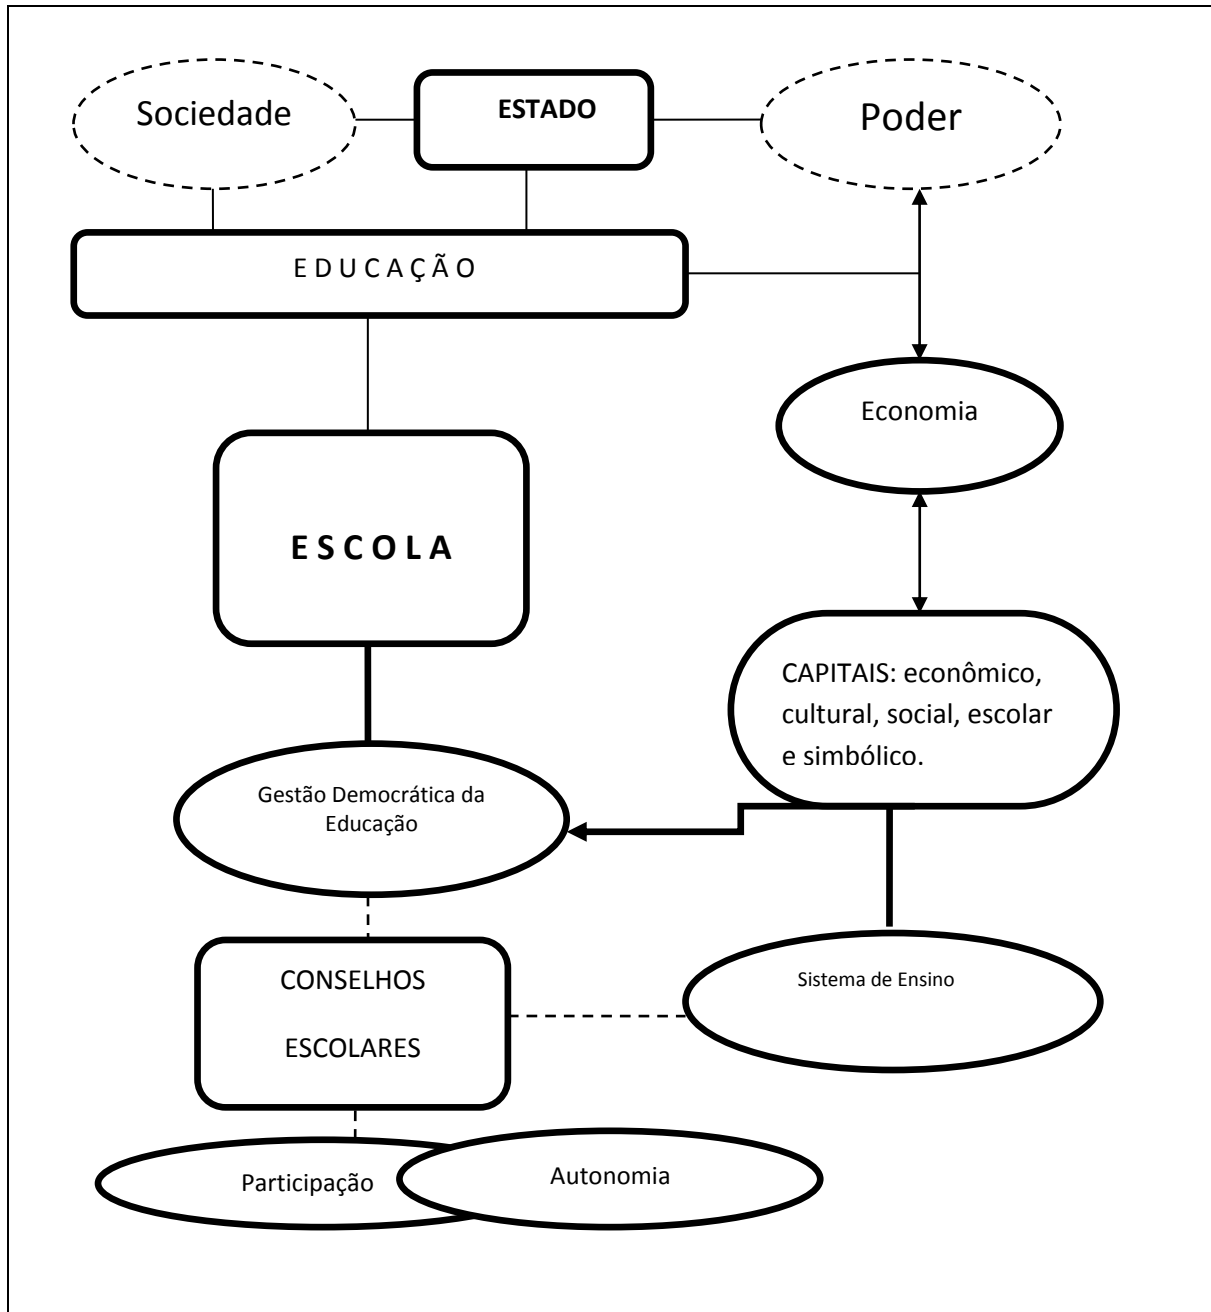 Sociedade
ESTADO
Poder
E D U C A Ç Ã O
Economia
E S C O L A
CAPITAIS: econômico,
cultural, social, escolar
e simbólico.
Gestão Democrática da
Educação
CONSELHOS
ESCOLARES
Sistema de Ensino
Participação
Autonomia